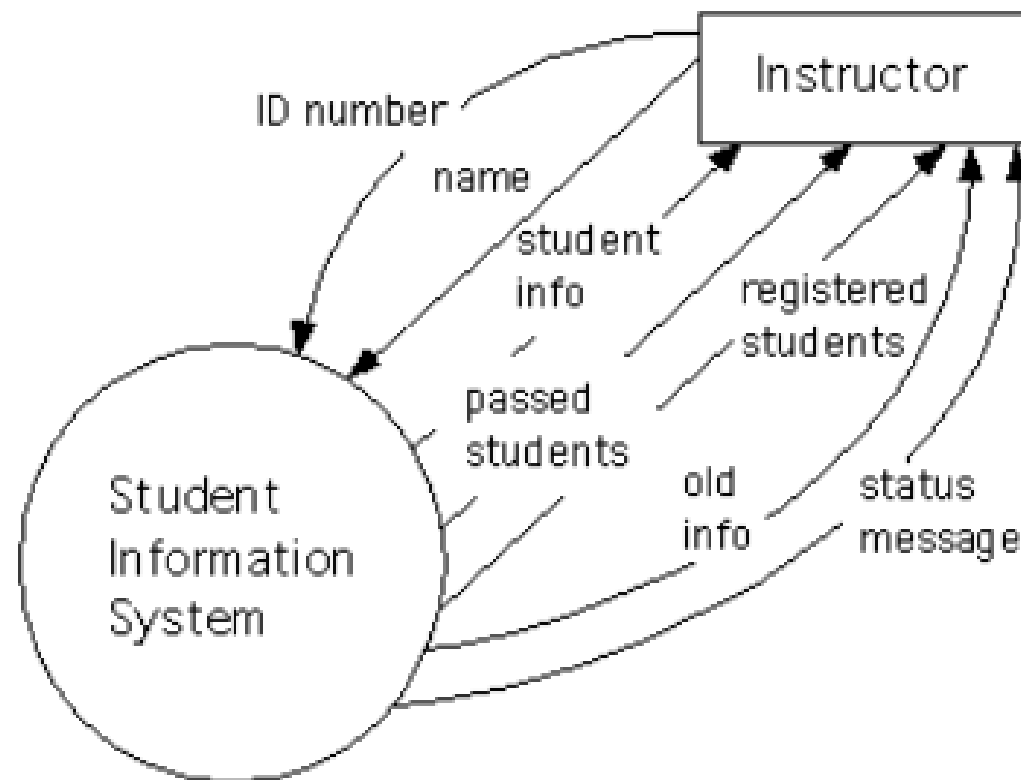 Instructor
ID number
name
student
info
registered
students
passed
students
old
info
status
message
Student
Information
System